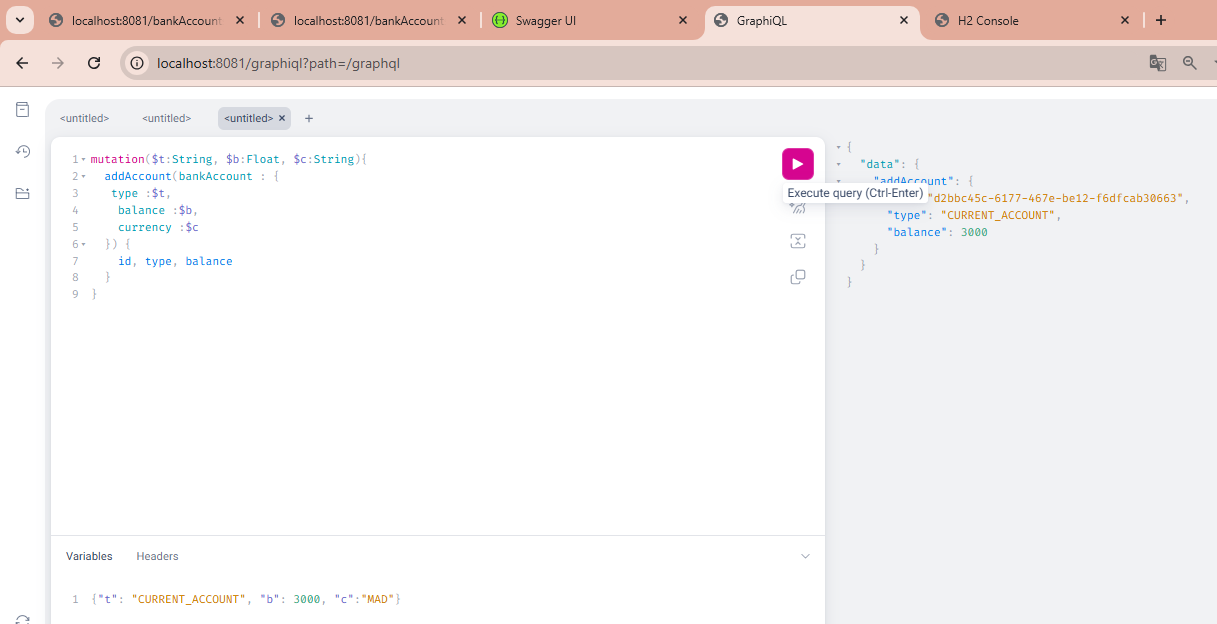 localhost:8081/bankAccount
localhost:8081/bankAccount
Swagger UI
GraphiQL
H2 Console
localhost:8081/graphiql?path=/graphql
<untitled>
<untitled>
<untitled>
1 mutation($t:String, $b:Float, $c:String){
2 addAccount(bankAccount : {
3 type :$t,
4 balance :$b,
5 currency :$c
6 }) {
7 id, type, balance
8 }
9 }
Execute query (Ctrl-Enter)
{
"data": {
"addAccount": {
"d2bbc45c-6177-467e-be12-f6dfcab30663",
"type": "CURRENT_ACCOUNT",
"balance": 3000
}
}
}
Variables
Headers
1 {"t": "CURRENT_ACCOUNT", "b": 3000, "c":"MAD"}